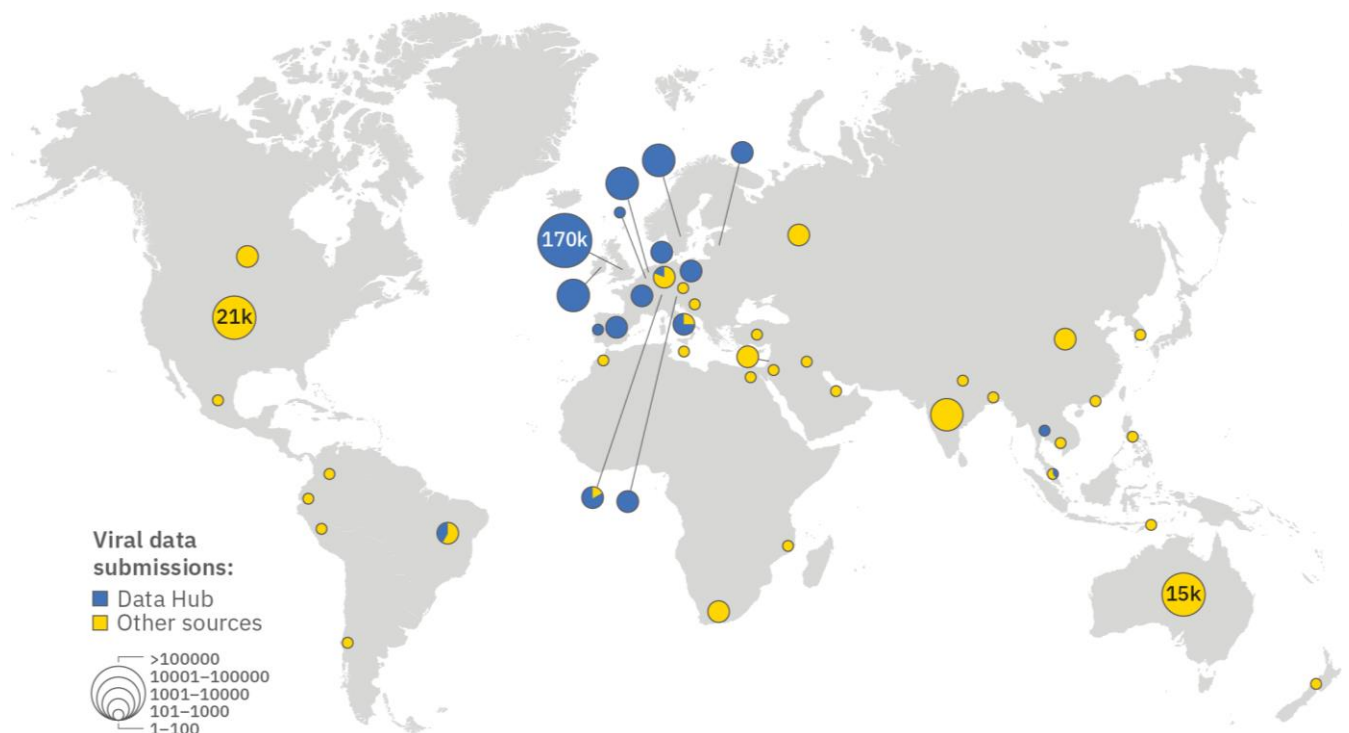 170k
21k
15k
Viral data
submissions:
Data Hub
Other sources
>100000
10001–100000
1001–10000
101–1000
1–100